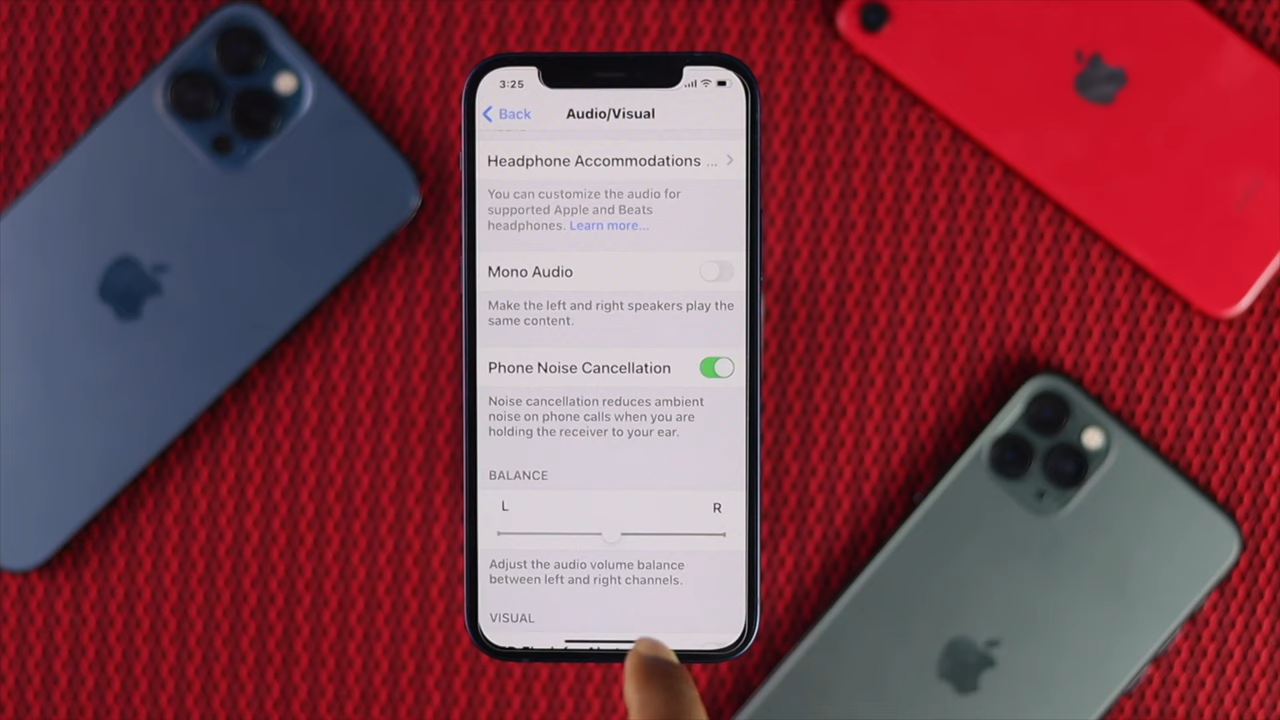 3:25
Back
Audio/Visual
Headphone Accommodations ...
You can customize the audio for
supported Apple and Beats
headphones. Learn more...
Mono Audio
Make the left and right speakers play the
same content.
Phone Noise Cancellation
Noise cancellation reduces ambient
noise on phone calls when you are
holding the receiver to your ear.
BALANCE
L R
Adjust the audio volume balance
between left and right channels.
VISUAL